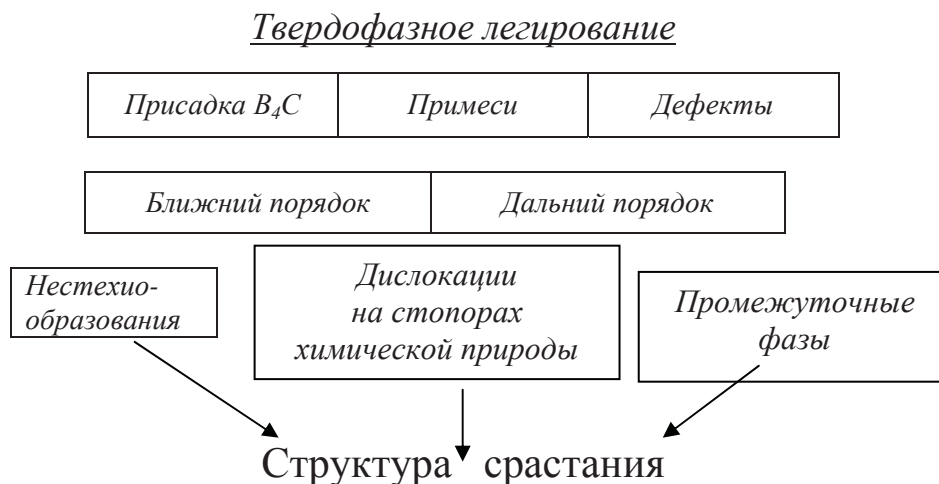 Твердофазное легирование
Присадка B₄C
Примеси
Дефекты
Ближний порядок
Дальний порядок
Нестехио-
образования
Дислокации
на стопорах
химической природы
Промежуточные
фазы
Структура срастания